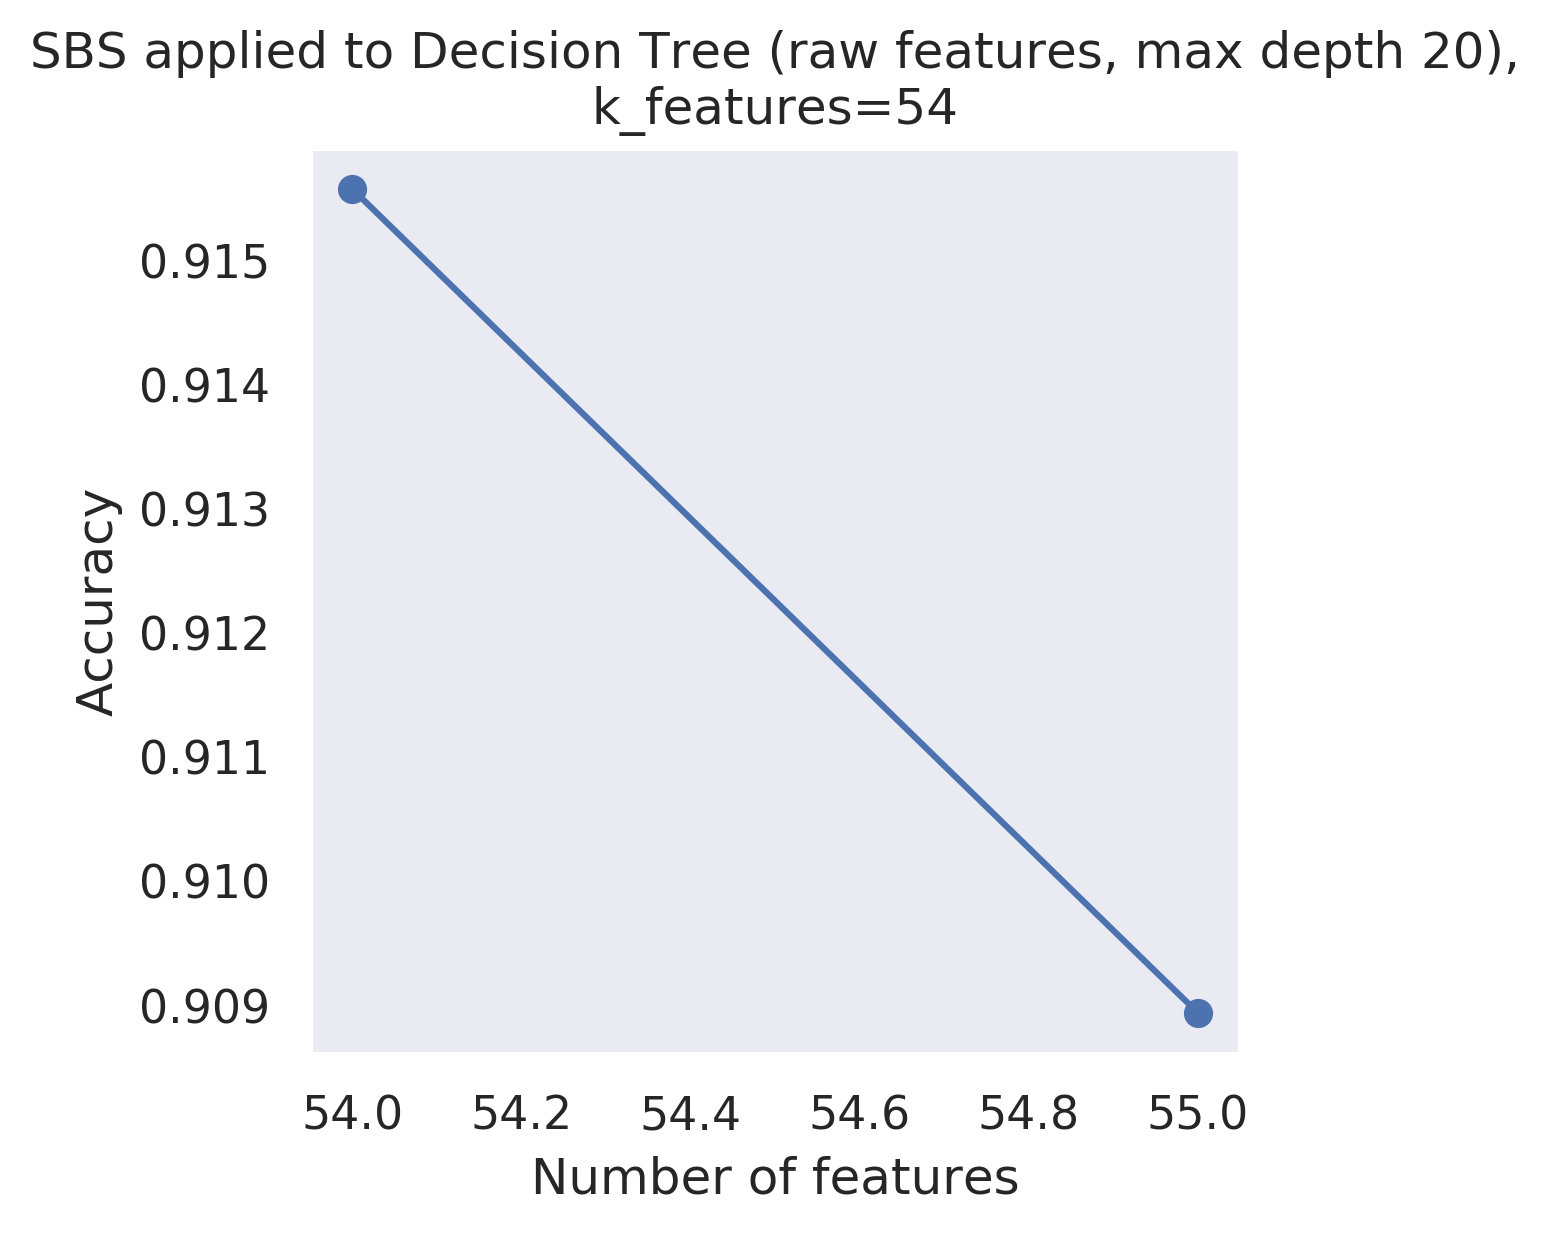 SBS applied to Decision Tree (raw features, max depth 20),
k_features=54
0.915
0.914
0.913
0.912
0.911
0.910
0.909
Accuracy
54.0 54.2 54.4 54.6 54.8 55.0
Number of features